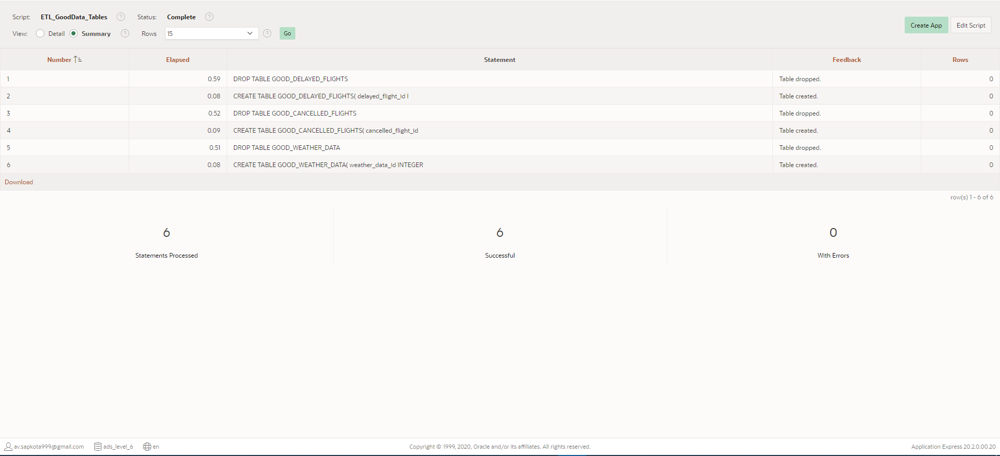 Script: ETL_GoodData_Tables ? Status: Complete ?
View: Detail Summary ? Rows 15 ? Go
Create App Edit Script
Number Elapsed Statement Feedback Rows
1 0.59 DROP TABLE GOOD_DELAYED_FLIGHTS Table dropped. 0
2 0.08 CREATE TABLE GOOD_DELAYED_FLIGHTS( delayed_flight_id I Table created. 0
3 0.52 DROP TABLE GOOD_CANCELLED_FLIGHTS Table dropped. 0
4 0.09 CREATE TABLE GOOD_CANCELLED_FLIGHTS( cancelled_flight_id Table created. 0
5 0.51 DROP TABLE GOOD_WEATHER_DATA Table dropped. 0
6 0.08 CREATE TABLE GOOD_WEATHER_DATA( weather_data_id INTEGER Table created. 0
Download
row(s) 1 - 6 of 6
6 6 0
Statements Processed Successful With Errors
av.sapkota999@gmail.com ads_level_6 en Copyright © 1999, 2020, Oracle and/or its affiliates. All rights reserved. Application Express 20.2.0.00.20